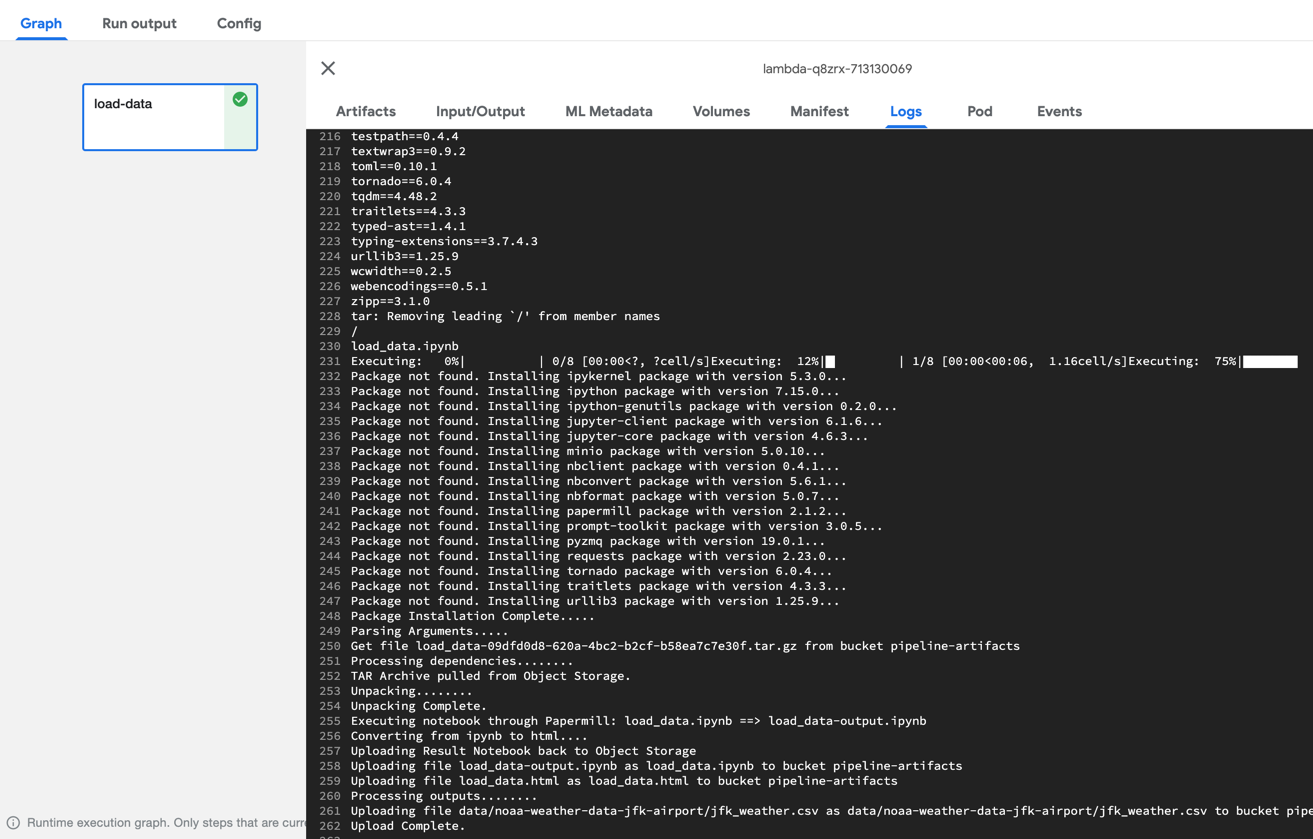 Graph Run output Config
load-data
lambda-q8zrx-713130069
Artifacts Input/Output ML Metadata Volumes Manifest Logs Pod Events
216 testpath==0.4.4
217 textwrap3==0.9.2
218 toml==0.10.1
219 tornado==6.0.4
220 tqdm==4.48.2
221 traitlets==4.3.3
222 typed-ast==1.4.1
223 typing-extensions==3.7.4.3
224 urllib3==1.25.9
225 wcwidth==0.2.5
226 webencodings==0.5.1
227 zipp==3.1.0
228 tar: Removing leading `/' from member names
229 /
230 load_data.ipynb
231 Executing: 0%| | 0/8 [00:00<?, ?cell/s]Executing: 12%|█ | 1/8 [00:00<00:06, 1.16cell/s]Executing: 75%|█████
232 Package not found. Installing ipykernel package with version 5.3.0...
233 Package not found. Installing ipython package with version 7.15.0...
234 Package not found. Installing ipython-genutils package with version 0.2.0...
235 Package not found. Installing jupyter-client package with version 6.1.6...
236 Package not found. Installing jupyter-core package with version 4.6.3...
237 Package not found. Installing minio package with version 5.0.10...
238 Package not found. Installing nbclient package with version 0.4.1...
239 Package not found. Installing nbconvert package with version 5.6.1...
240 Package not found. Installing nbformat package with version 5.0.7...
241 Package not found. Installing papermill package with version 2.1.2...
242 Package not found. Installing prompt-toolkit package with version 3.0.5...
243 Package not found. Installing pyzmq package with version 19.0.1...
244 Package not found. Installing requests package with version 2.23.0...
245 Package not found. Installing tornado package with version 6.0.4...
246 Package not found. Installing traitlets package with version 4.3.3...
247 Package not found. Installing urllib3 package with version 1.25.9...
248 Package Installation Complete.....
249 Parsing Arguments.....
250 Get file load_data-09dfd0d8-620a-4bc2-b2cf-b58ea7c7e30f.tar.gz from bucket pipeline-artifacts
251 Processing dependencies........
252 TAR Archive pulled from Object Storage.
253 Unpacking........
254 Unpacking Complete.
255 Executing notebook through Papermill: load_data.ipynb ==> load_data-output.ipynb
256 Converting from ipynb to html....
257 Uploading Result Notebook back to Object Storage
258 Uploading file load_data-output.ipynb as load_data.ipynb to bucket pipeline-artifacts
259 Uploading file load_data.html as load_data.html to bucket pipeline-artifacts
260 Processing outputs........
261 Uploading file data/noaa-weather-data-jfk-airport/jfk_weather.csv as data/noaa-weather-data-jfk-airport/jfk_weather.csv to bucket pip
262 Upload Complete.
Runtime execution graph. Only steps that are curr